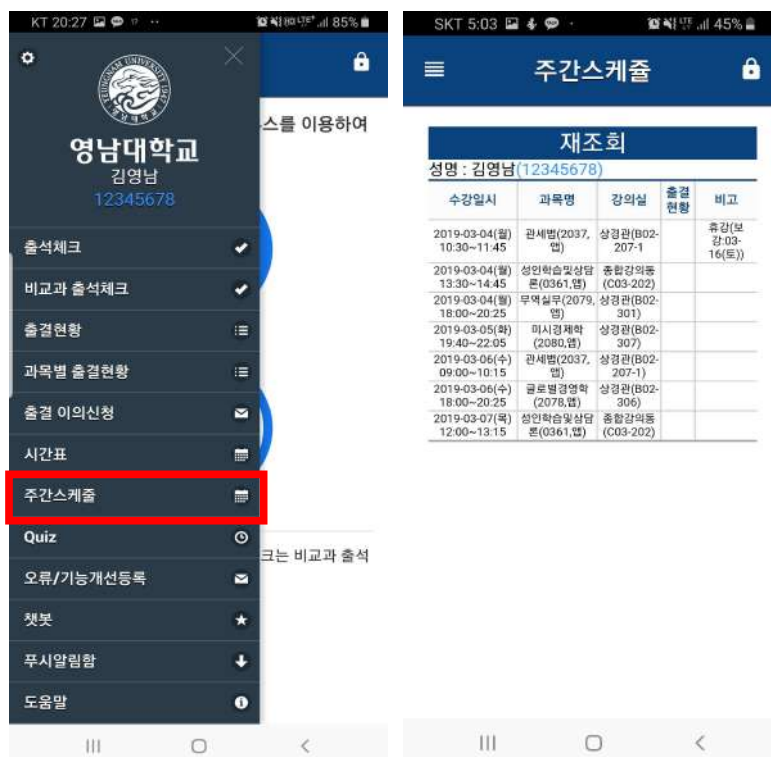 KT 20:27
85%
스를 이용하여
YEUNGNAM UNIVERSITY 1947
영남대학교
김영남
12345678
출석체크
비교과 출석체크
출결현황
과목별 출결현황
출결 이의신청
시간표
주간스케줄
Quiz
크는 비교과 출석
오류/기능개선등록
챗봇
푸시알림함
도움말
SKT 5:03
LTE 45%
주간스케쥴
재조회
성명 : 김영남(12345678)
수강일시 과목명 강의실 출결현황 비고
2019-03-04(월) 10:30~11:45 관세법(2037,앱) 상경관(B02-207-1 휴강(보강:03-16(토))
2019-03-04(월) 13:30~14:45 성인학습및상담론(0361,앱) 종합강의동(C03-202)
2019-03-04(월) 18:00~20:25 무역실무(2079,앱) 상경관(B02-301)
2019-03-05(화) 19:40~22:05 미시경제학(2080,앱) 상경관(B02-307)
2019-03-06(수) 09:00~10:15 관세법(2037,앱) 상경관(B02-207-1)
2019-03-06(수) 18:00~20:25 글로벌경영학(2078,앱) 상경관(B02-306)
2019-03-07(목) 12:00~13:15 성인학습및상담론(0361,앱) 종합강의동(C03-202)